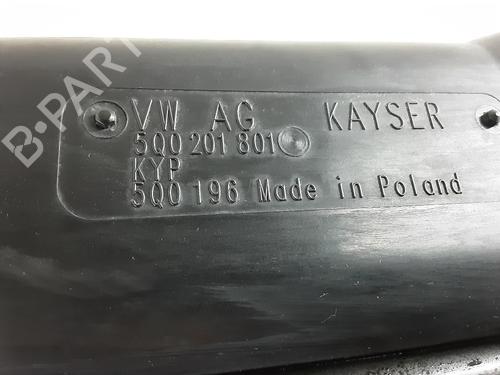 B-PARTS
VW AG KAYSER
5Q0 201 801
KYP
5Q0 196 Made in Poland